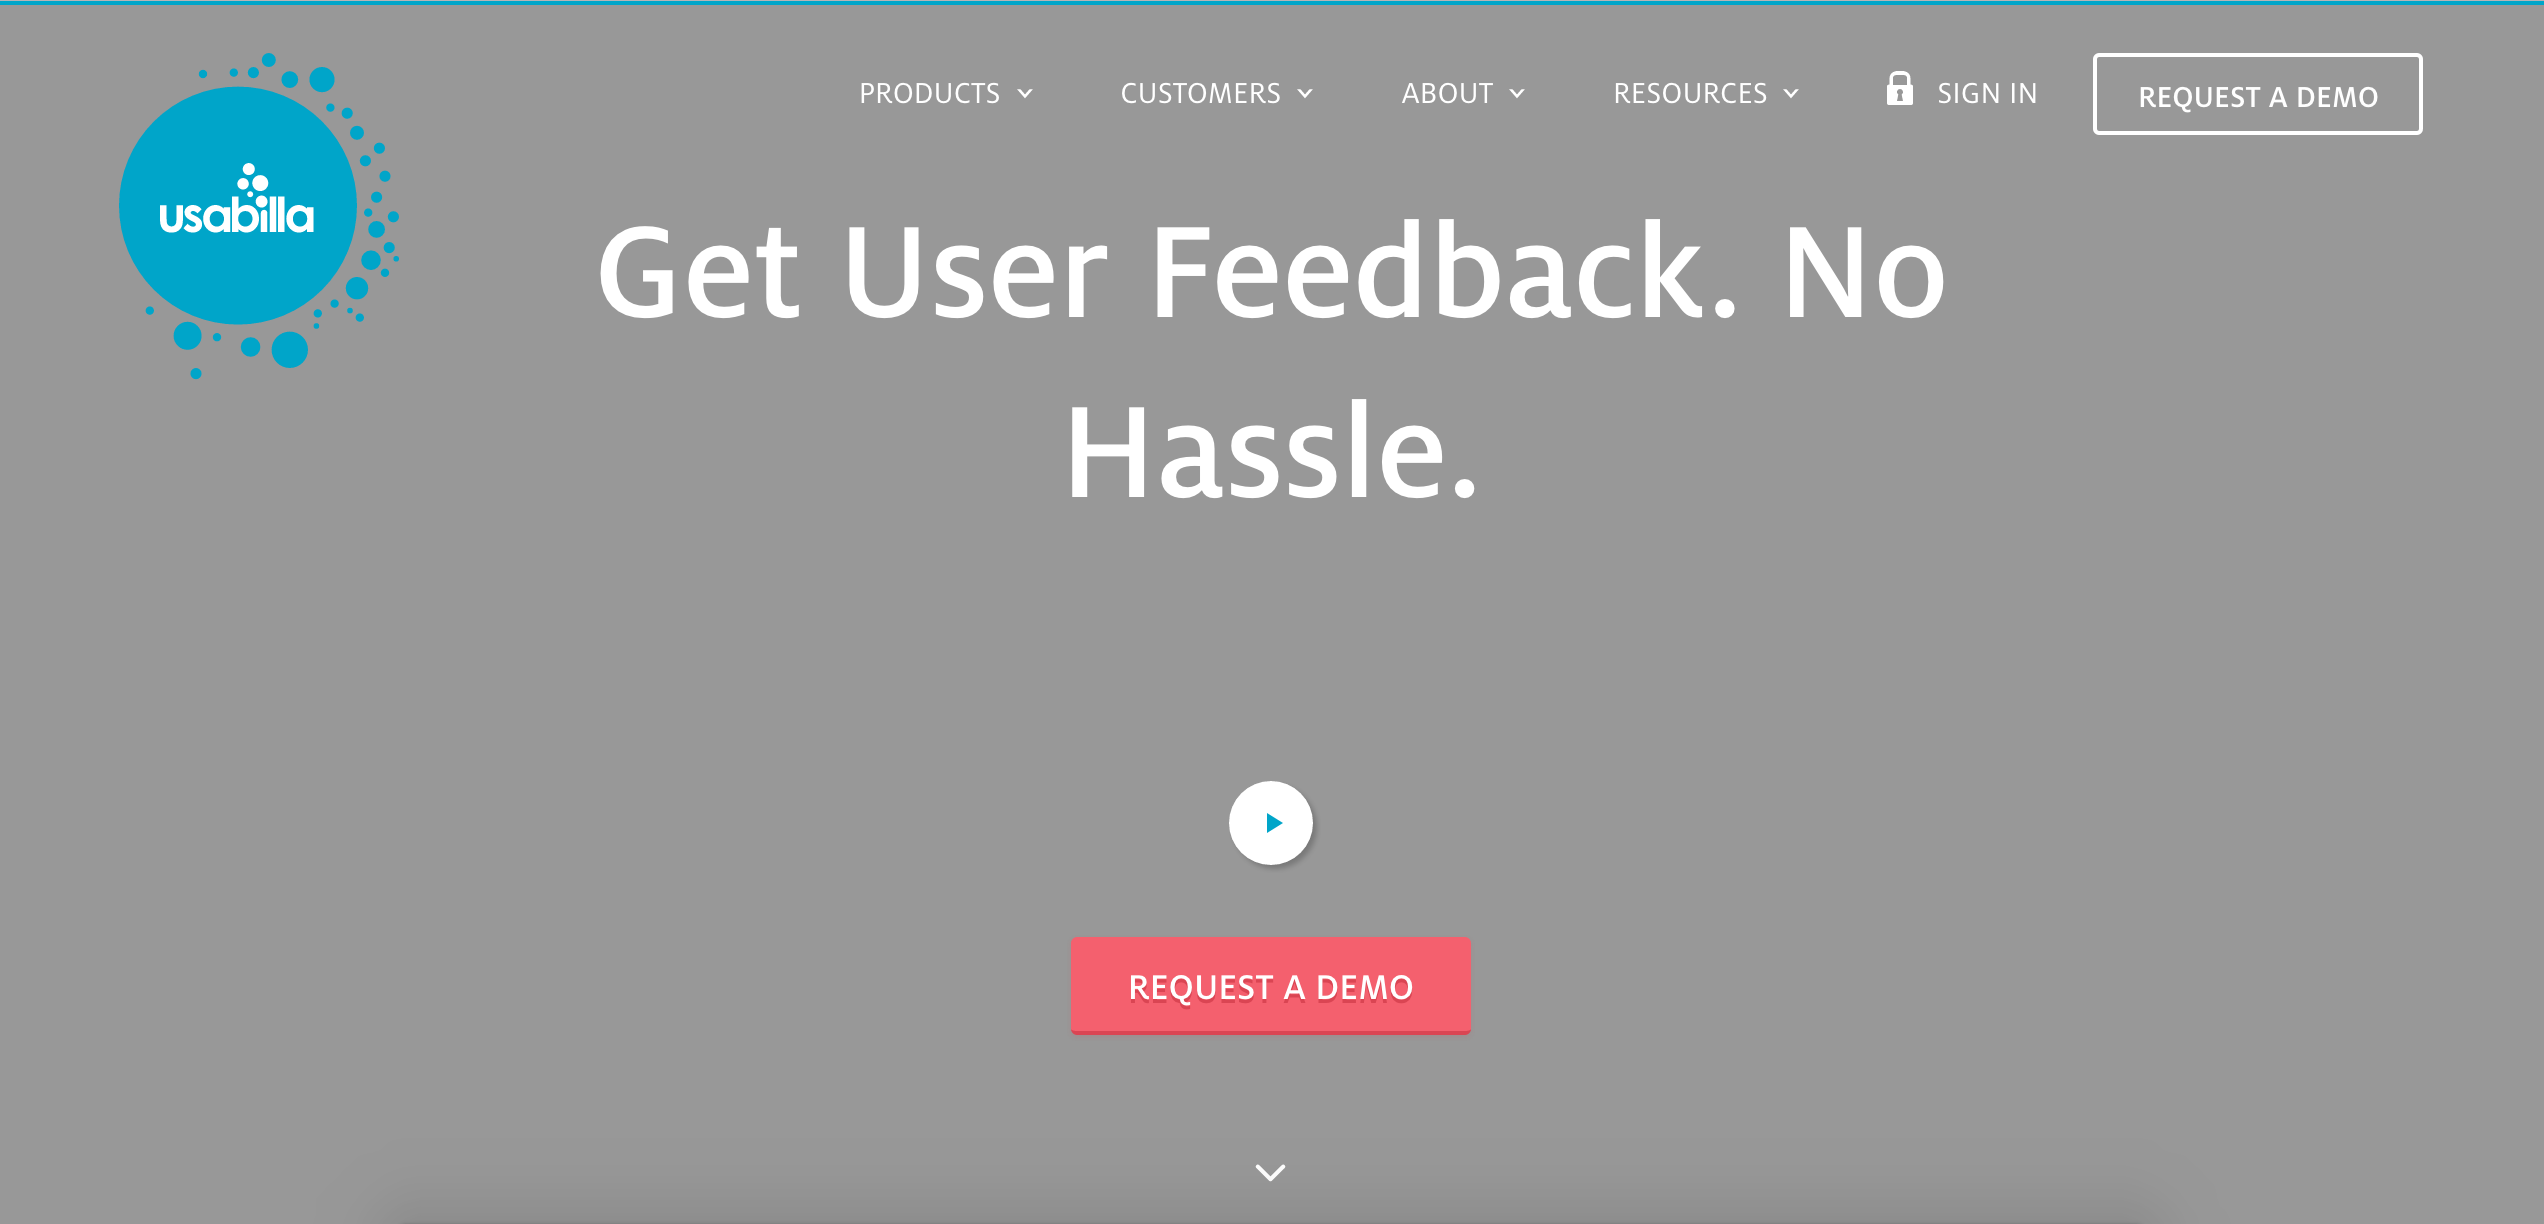 usabilla
PRODUCTS CUSTOMERS ABOUT RESOURCES SIGN IN REQUEST A DEMO
Get User Feedback. No
Hassle.
REQUEST A DEMO